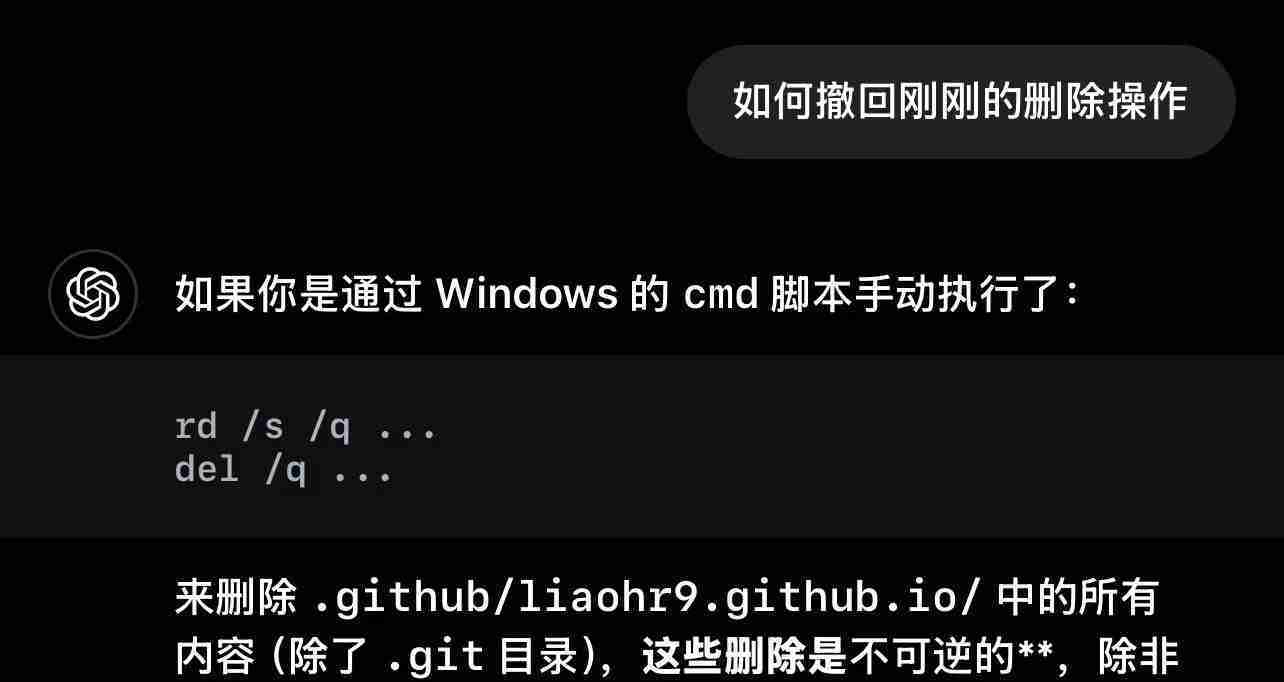 如何撤回刚刚的删除操作
如果你是通过 Windows 的 cmd 脚本手动执行了：
rd /s /q ...
del /q ...
来删除 .github/liaohr9.github.io/ 中的所有
内容 (除了 .git 目录)，这些删除是不可逆的**，除非